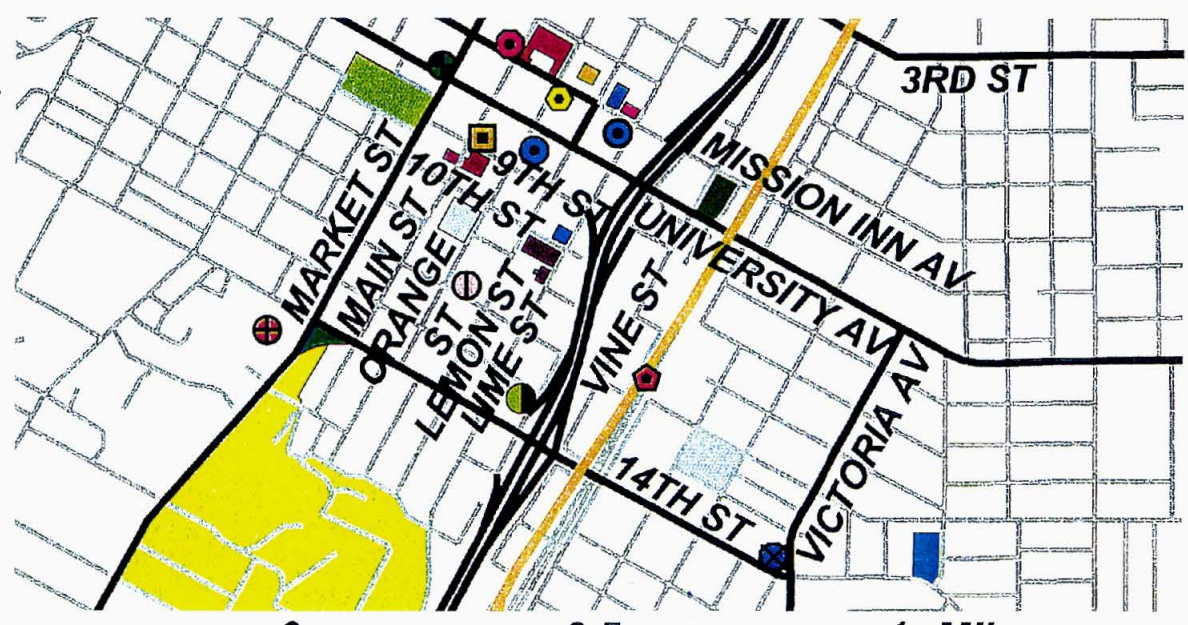 3RD ST
MISSION INN AV
MARKET ST
9TH ST
10TH ST
MAIN ST
UNIVERSITY AV
ORANGE ST
LEMON ST
LIME ST
VINE ST
VICTORIA AV
14TH ST